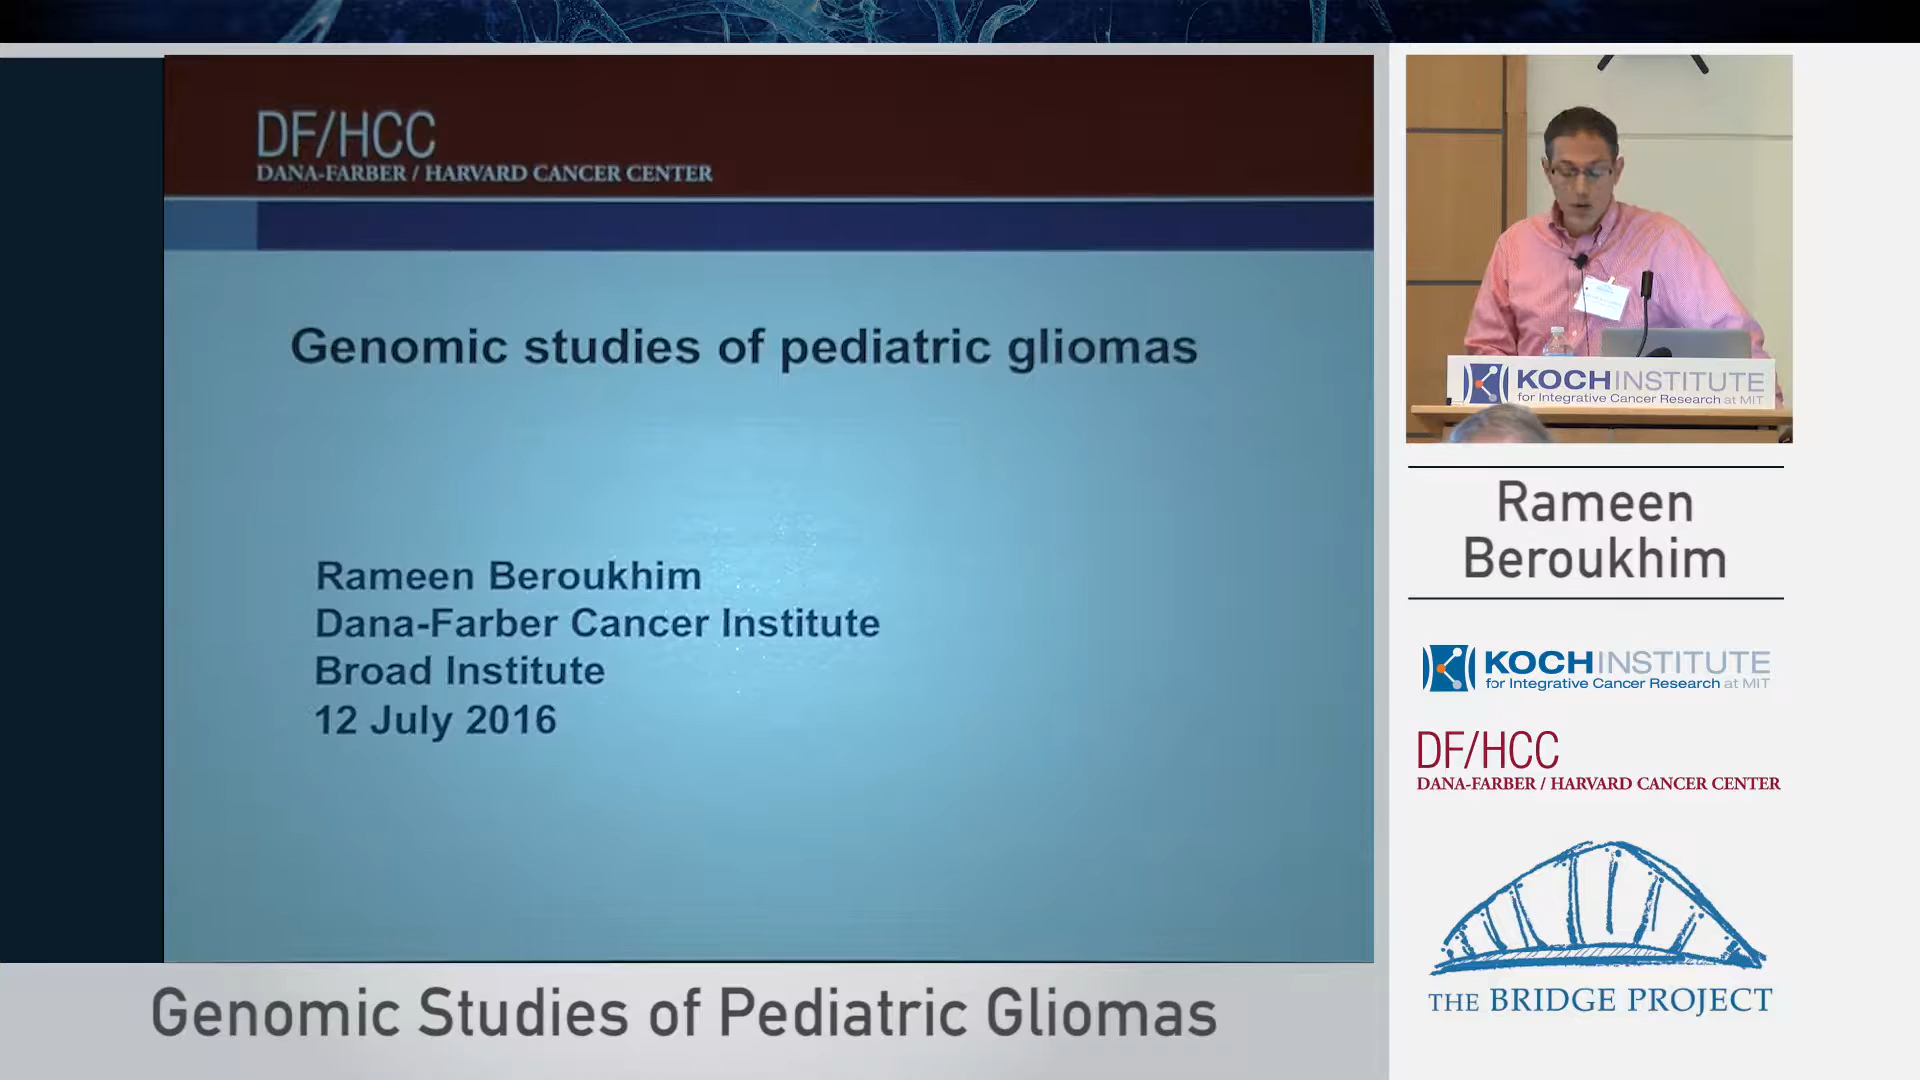 DF/HCC
DANA-FARBER / HARVARD CANCER CENTER
Genomic studies of pediatric gliomas
Rameen Beroukhim
Dana-Farber Cancer Institute
Broad Institute
12 July 2016
Genomic Studies of Pediatric Gliomas
KOCH INSTITUTE
for Integrative Cancer Research at MIT
Rameen
Beroukhim
KOCH INSTITUTE
for Integrative Cancer Research at MIT
DF/HCC
DANA-FARBER / HARVARD CANCER CENTER
THE BRIDGE PROJECT